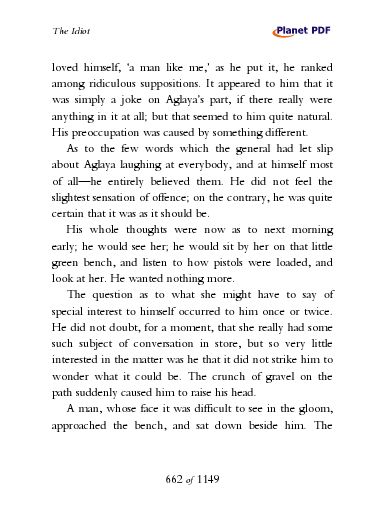 The Idiot
Planet PDF
loved himself, 'a man like me,' as he put it, he ranked
among ridiculous suppositions. It appeared to him that it
was simply a joke on Aglaya's part, if there really were
anything in it at all; but that seemed to him quite natural.
His preoccupation was caused by something different.
As to the few words which the general had let slip
about Aglaya laughing at everybody, and at himself most
of all—he entirely believed them. He did not feel the
slightest sensation of offence; on the contrary, he was quite
certain that it was as it should be.
His whole thoughts were now as to next morning
early; he would see her; he would sit by her on that little
green bench, and listen to how pistols were loaded, and
look at her. He wanted nothing more.
The question as to what she might have to say of
special interest to himself occurred to him once or twice.
He did not doubt, for a moment, that she really had some
such subject of conversation in store, but so very little
interested in the matter was he that it did not strike him to
wonder what it could be. The crunch of gravel on the
path suddenly caused him to raise his head.
A man, whose face it was difficult to see in the gloom,
approached the bench, and sat down beside him. The
662 of 1149